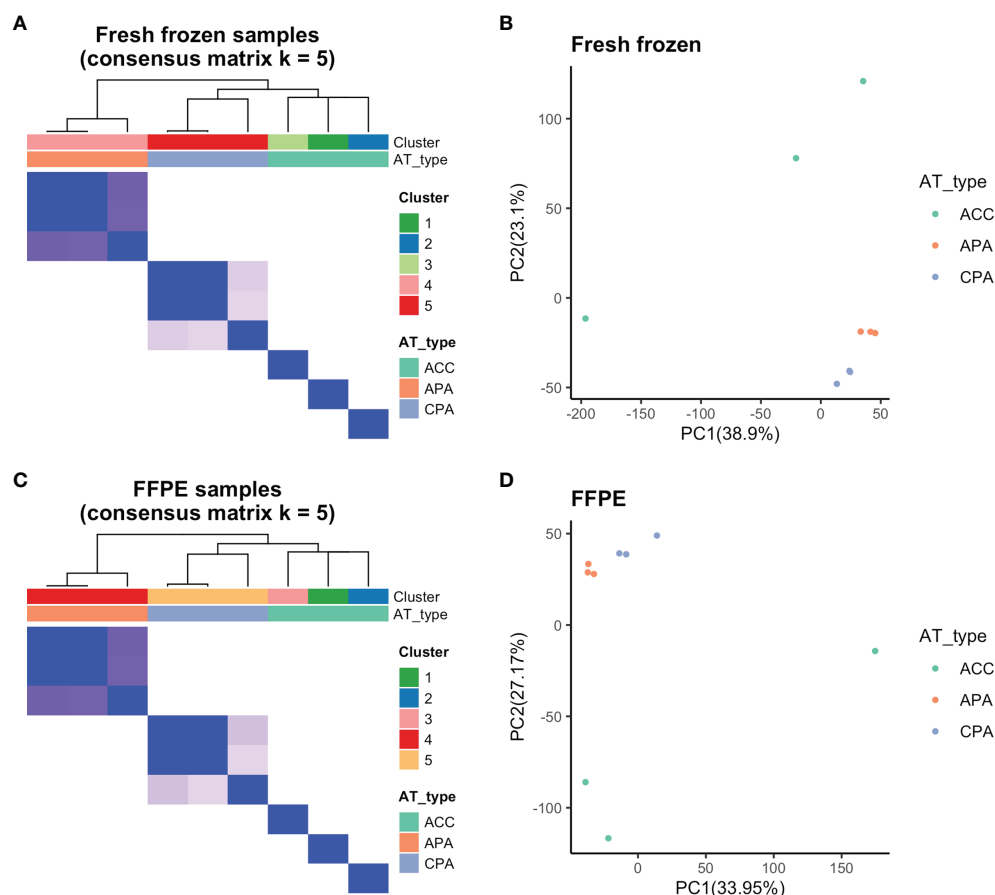 A
Fresh frozen samples
(consensus matrix k = 5)
Cluster
AT_type
Cluster
1
2
3
4
5
AT_type
ACC
APA
CPA
B
Fresh frozen
100
50
0
-50
PC2(23.1%)
-200
-150
-100
-50
0
50
PC1(38.9%)
AT_type
ACC
APA
CPA
C
FFPE samples
(consensus matrix k = 5)
Cluster
AT_type
Cluster
1
2
3
4
5
AT_type
ACC
APA
CPA
D
FFPE
50
0
-50
-100
PC2(27.17%)
0
50
100
150
PC1(33.95%)
AT_type
ACC
APA
CPA